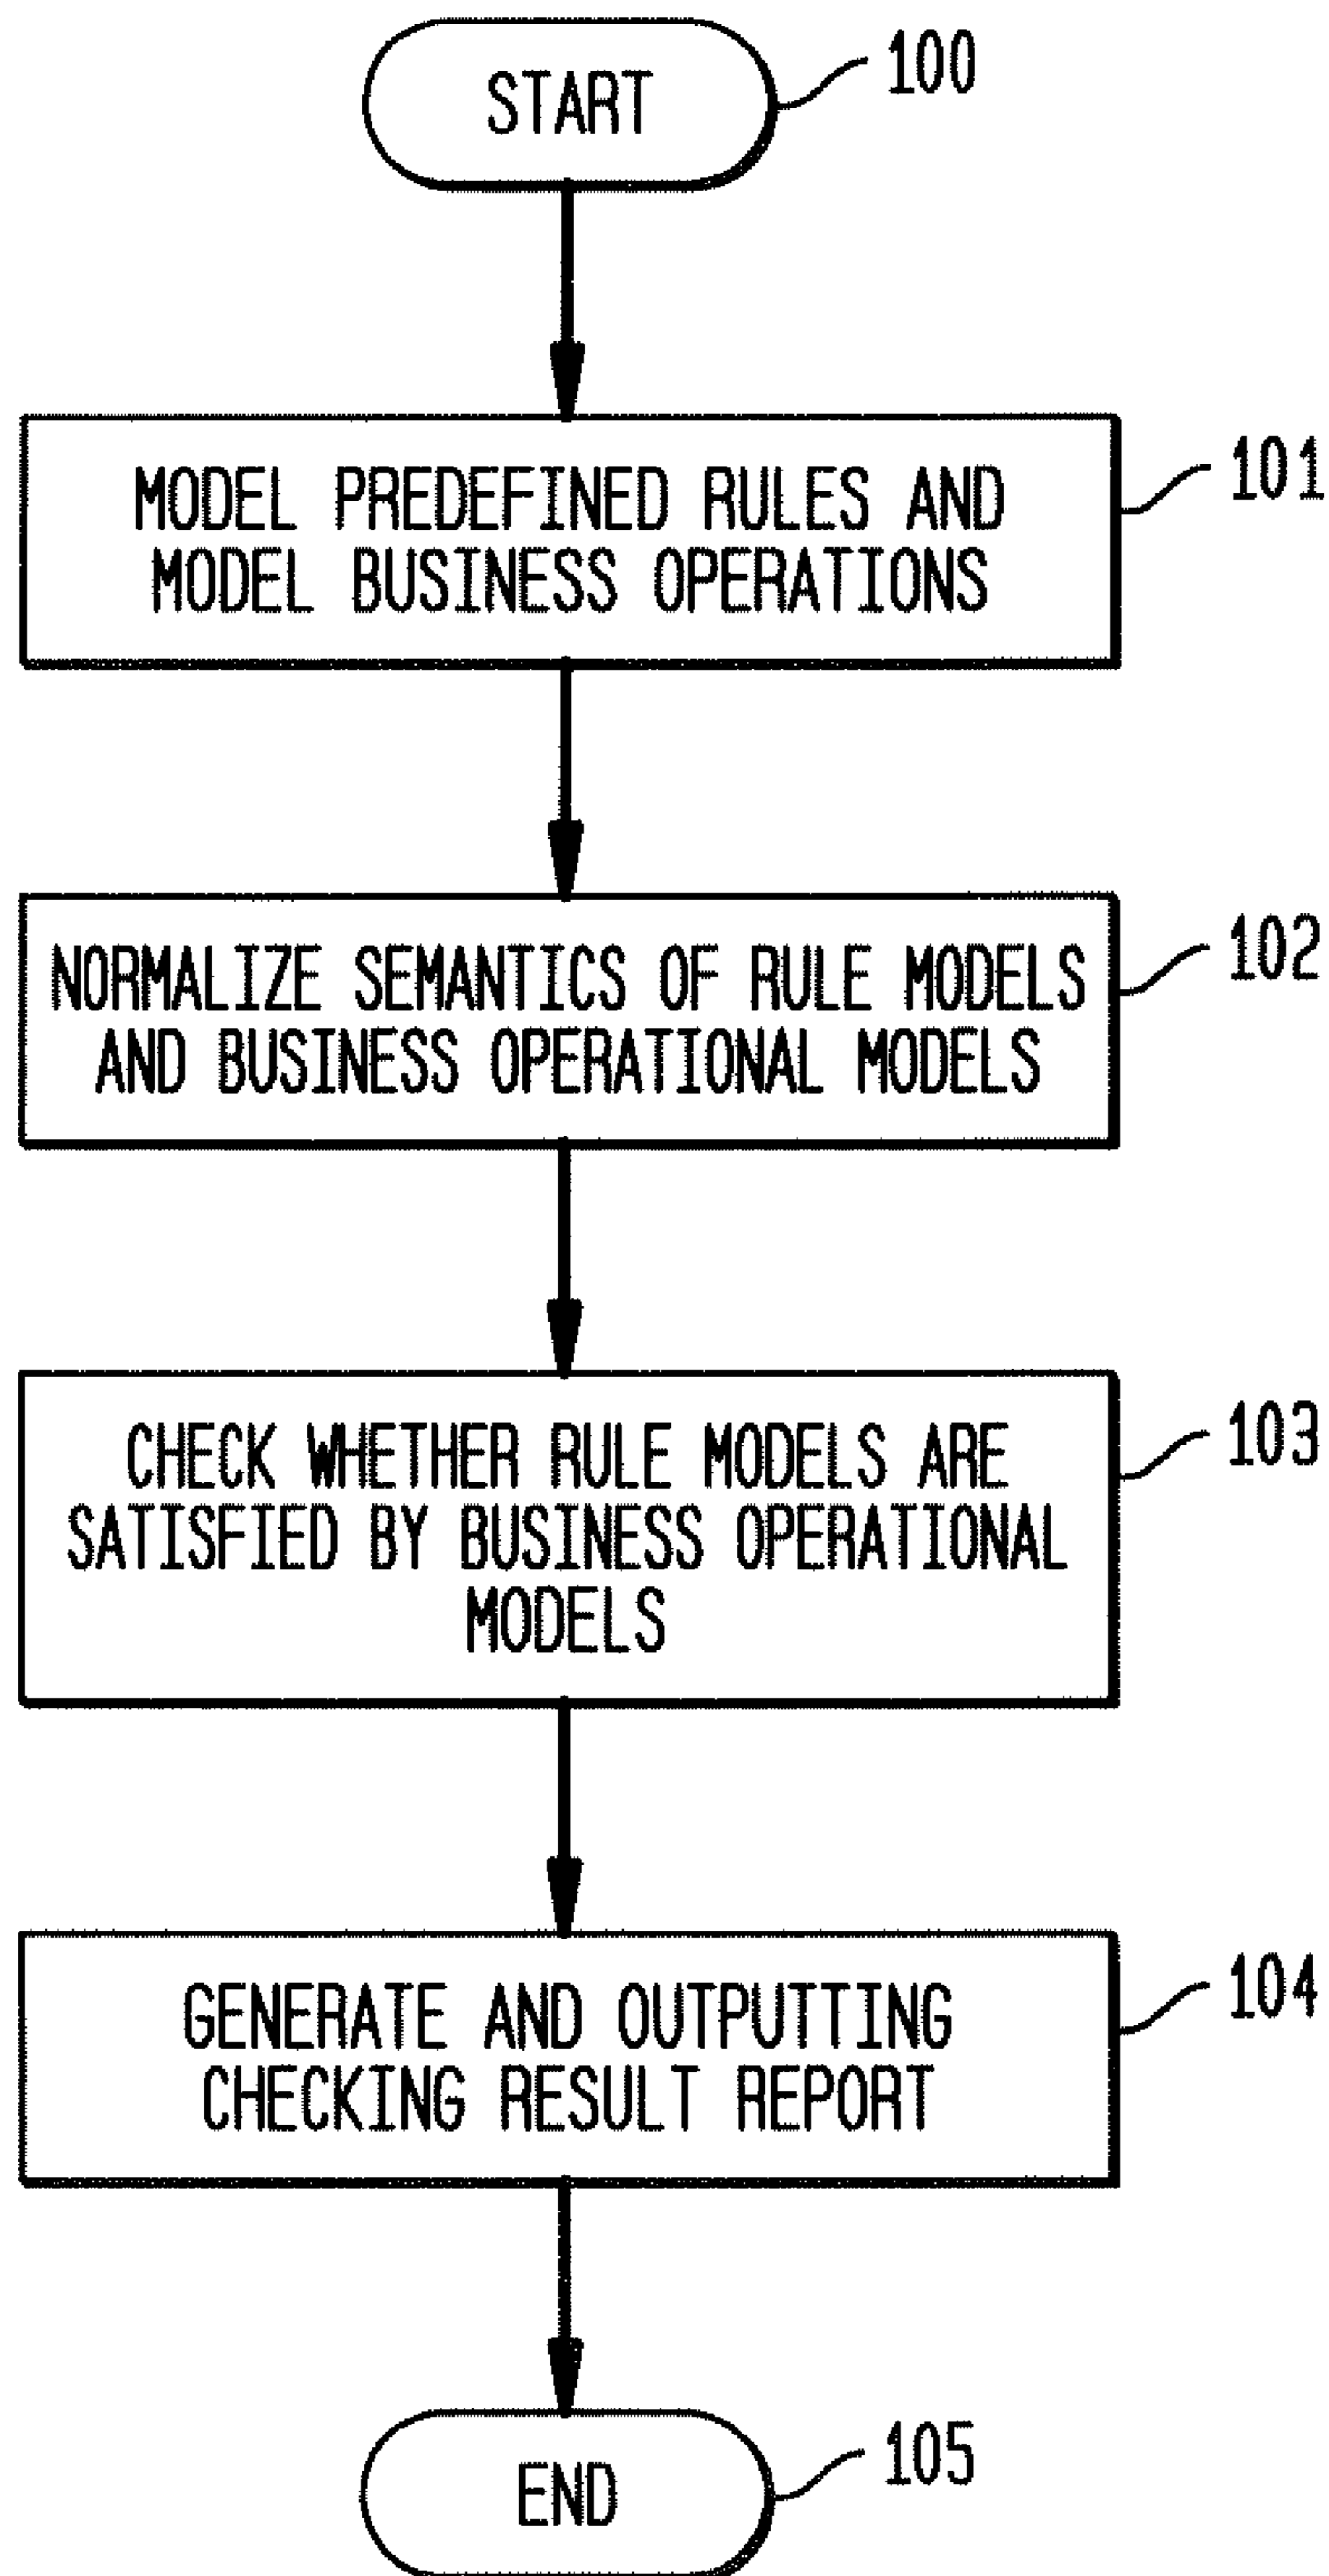 START
100
MODEL PREDEFINED RULES AND
MODEL BUSINESS OPERATIONS
101
NORMALIZE SEMANTICS OF RULE MODELS
AND BUSINESS OPERATIONAL MODELS
102
CHECK WHETHER RULE MODELS ARE
SATISFIED BY BUSINESS OPERATIONAL
MODELS
103
GENERATE AND OUTPUTTING
CHECKING RESULT REPORT
104
END
105